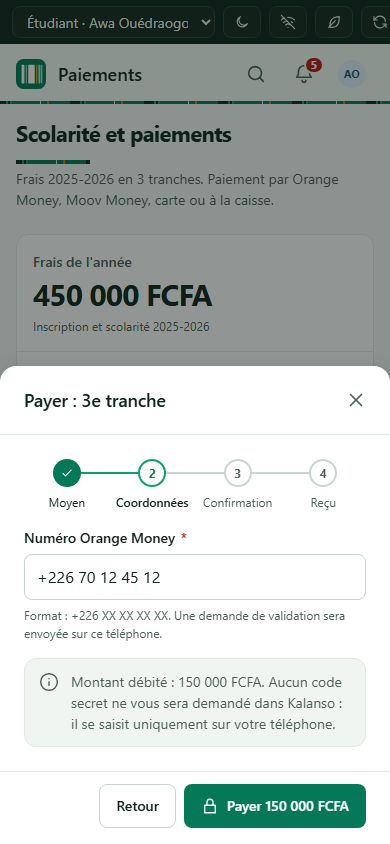 Étudiant · Awa Ouédraogo
Paiements
5
AO
Scolarité et paiements
Frais 2025-2026 en 3 tranches. Paiement par Orange
Money, Moov Money, carte ou à la caisse.
Frais de l'année
450 000 FCFA
Inscription et scolarité 2025-2026
Payer : 3e tranche
2
3
4
Moyen
Coordonnées
Confirmation
Reçu
Numéro Orange Money *
+226 70 12 45 12
Format : +226 XX XX XX XX. Une demande de validation sera
envoyée sur ce téléphone.
Montant débité : 150 000 FCFA. Aucun code
secret ne vous sera demandé dans Kalanso :
il se saisit uniquement sur votre téléphone.
Retour
Payer 150 000 FCFA